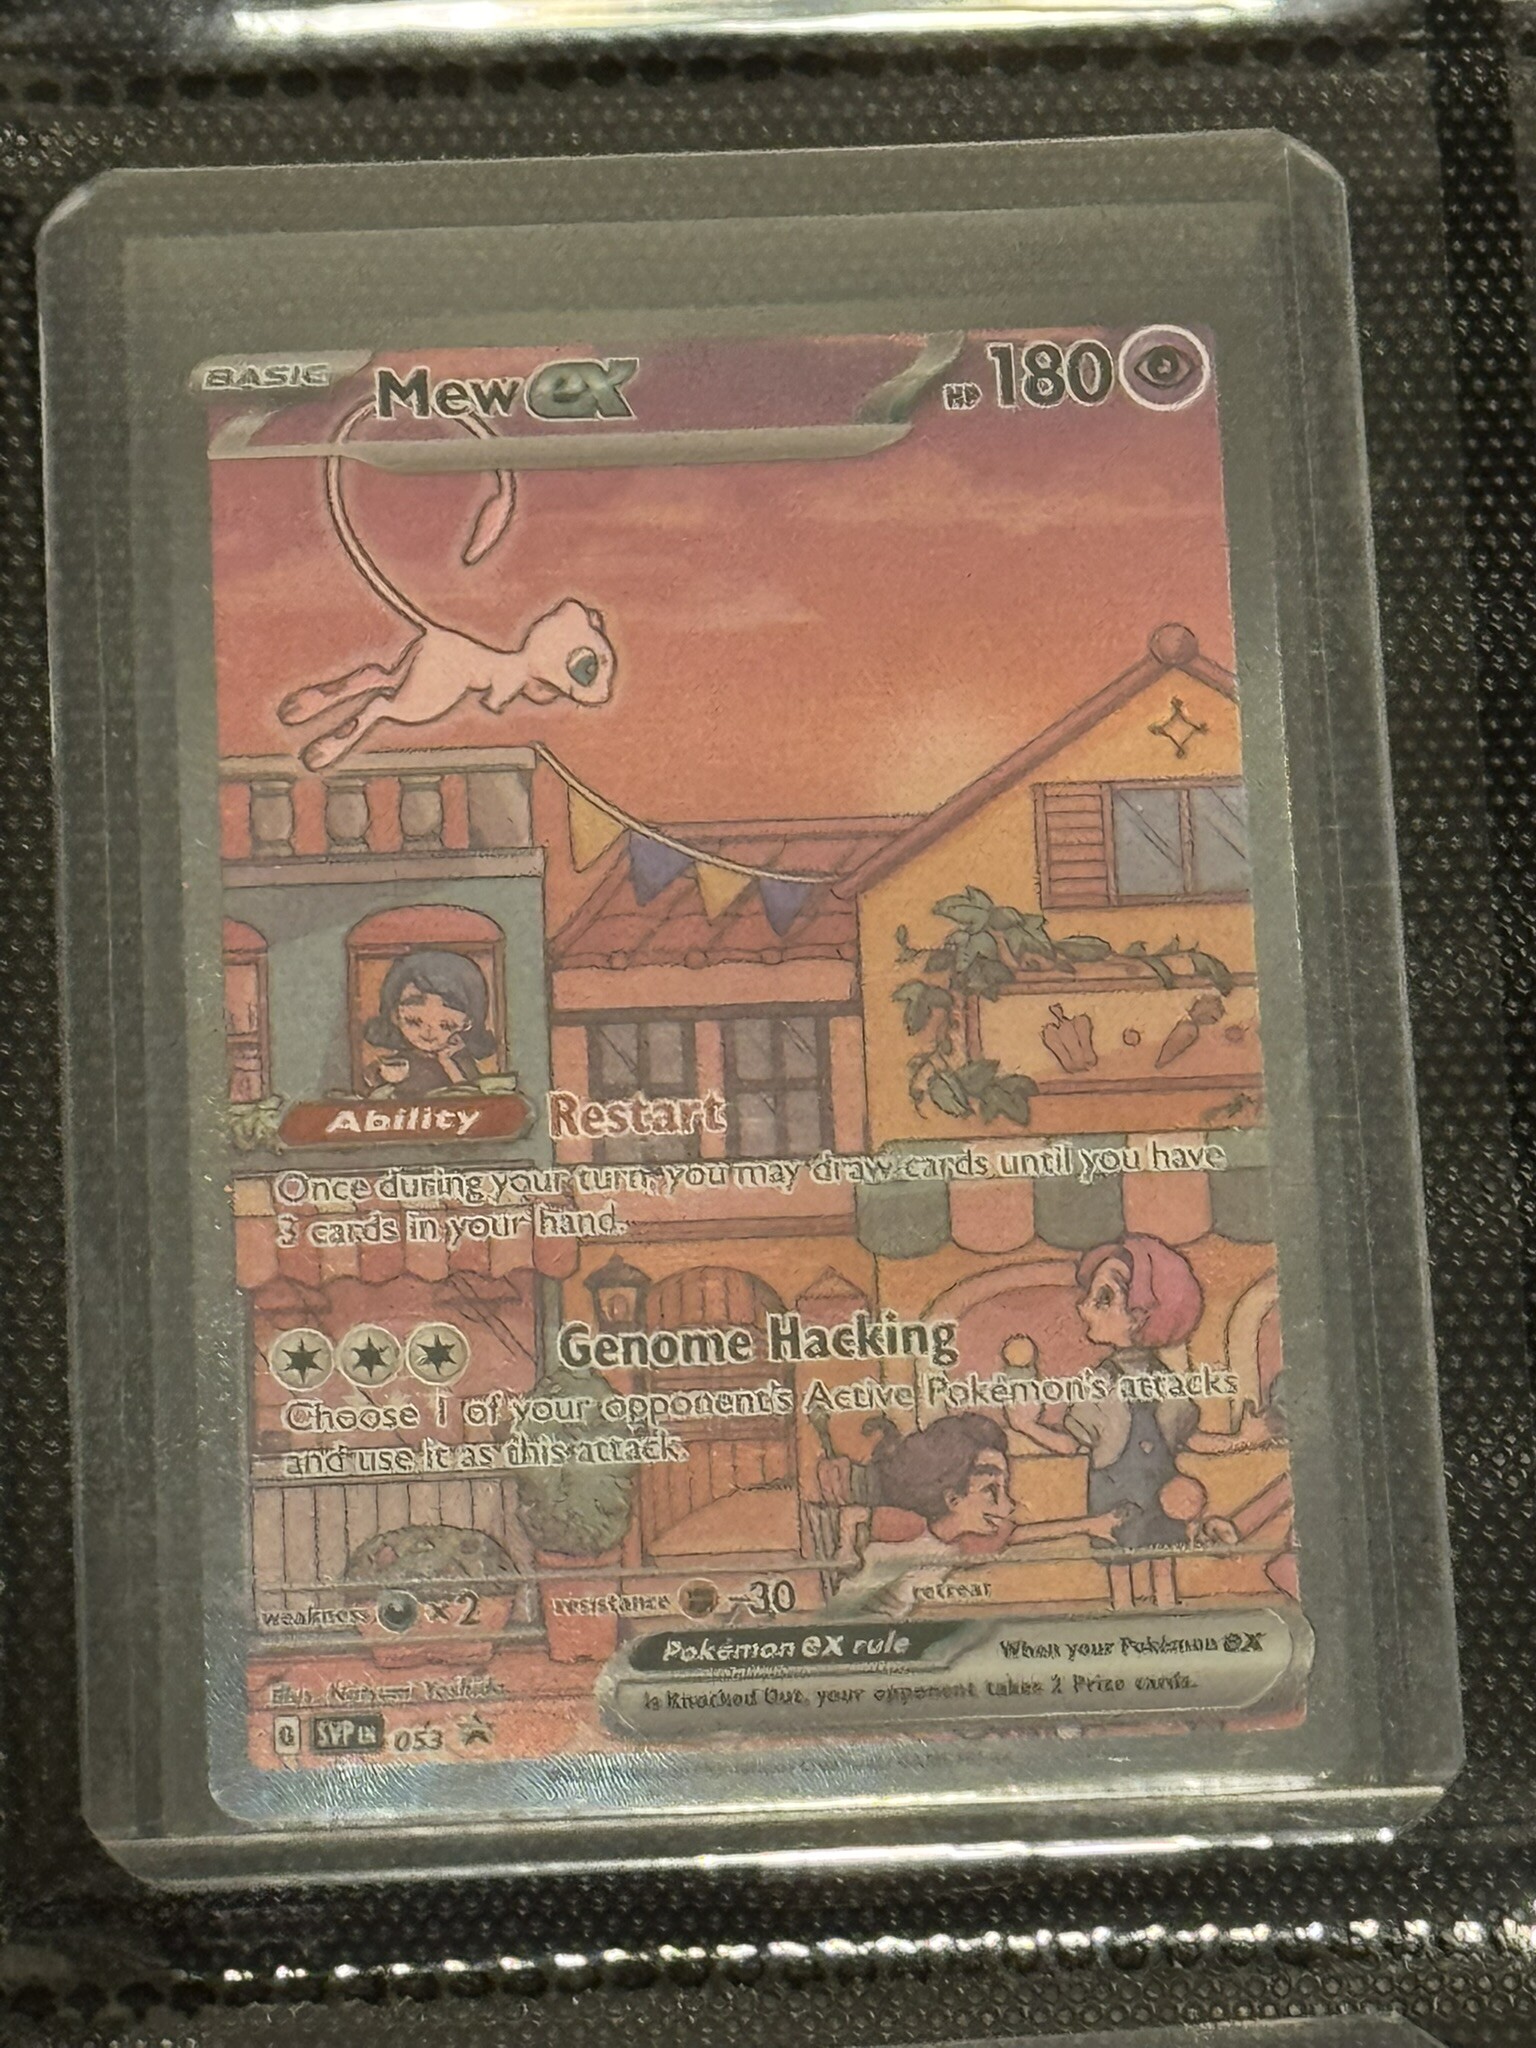 BASIC
Mew ex
HP 180
Ability Restart
Once during your turn, you may draw cards until you have
3 cards in your hand.
Genome Hacking
Choose 1 of your opponent's Active Pokémon's attacks
and use it as this attack.
weakness ×2 resistance -30 retreat
Pokémon ex rule When your Pokémon ex
is Knocked Out, your opponent takes 2 Prize cards.
Illus.
G SVP EN 053